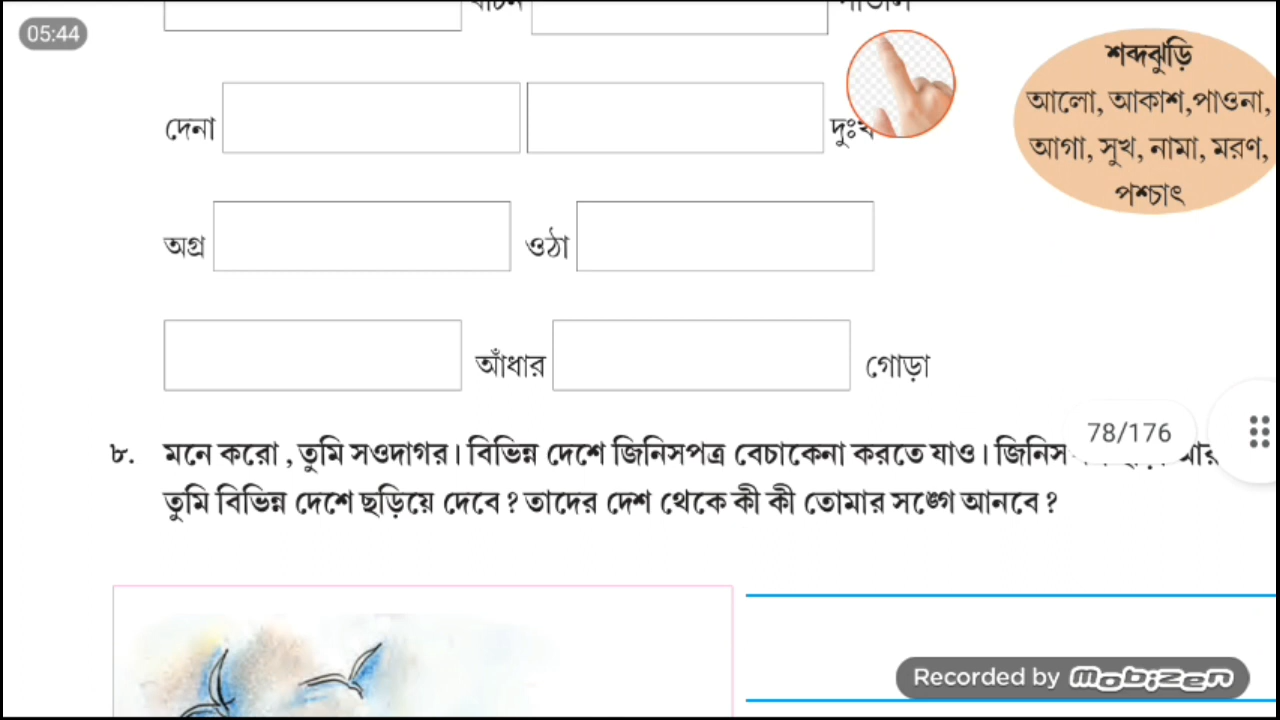 05:44
শব্দঝুড়ি
আলো, আকাশ,পাওনা,
আগা, সুখ, নামা, মরণ,
পশ্চাৎ
দেনা দুঃখ
অগ্র ওঠা
আঁধার গোড়া
78/176
৮. মনে করো , তুমি সওদাগর। বিভিন্ন দেশে জিনিসপত্র বেচাকেনা করতে যাও। জিনিস
তুমি বিভিন্ন দেশে ছড়িয়ে দেবে ? তাদের দেশ থেকে কী কী তোমার সঙ্গে আনবে ?
Recorded by mobizen